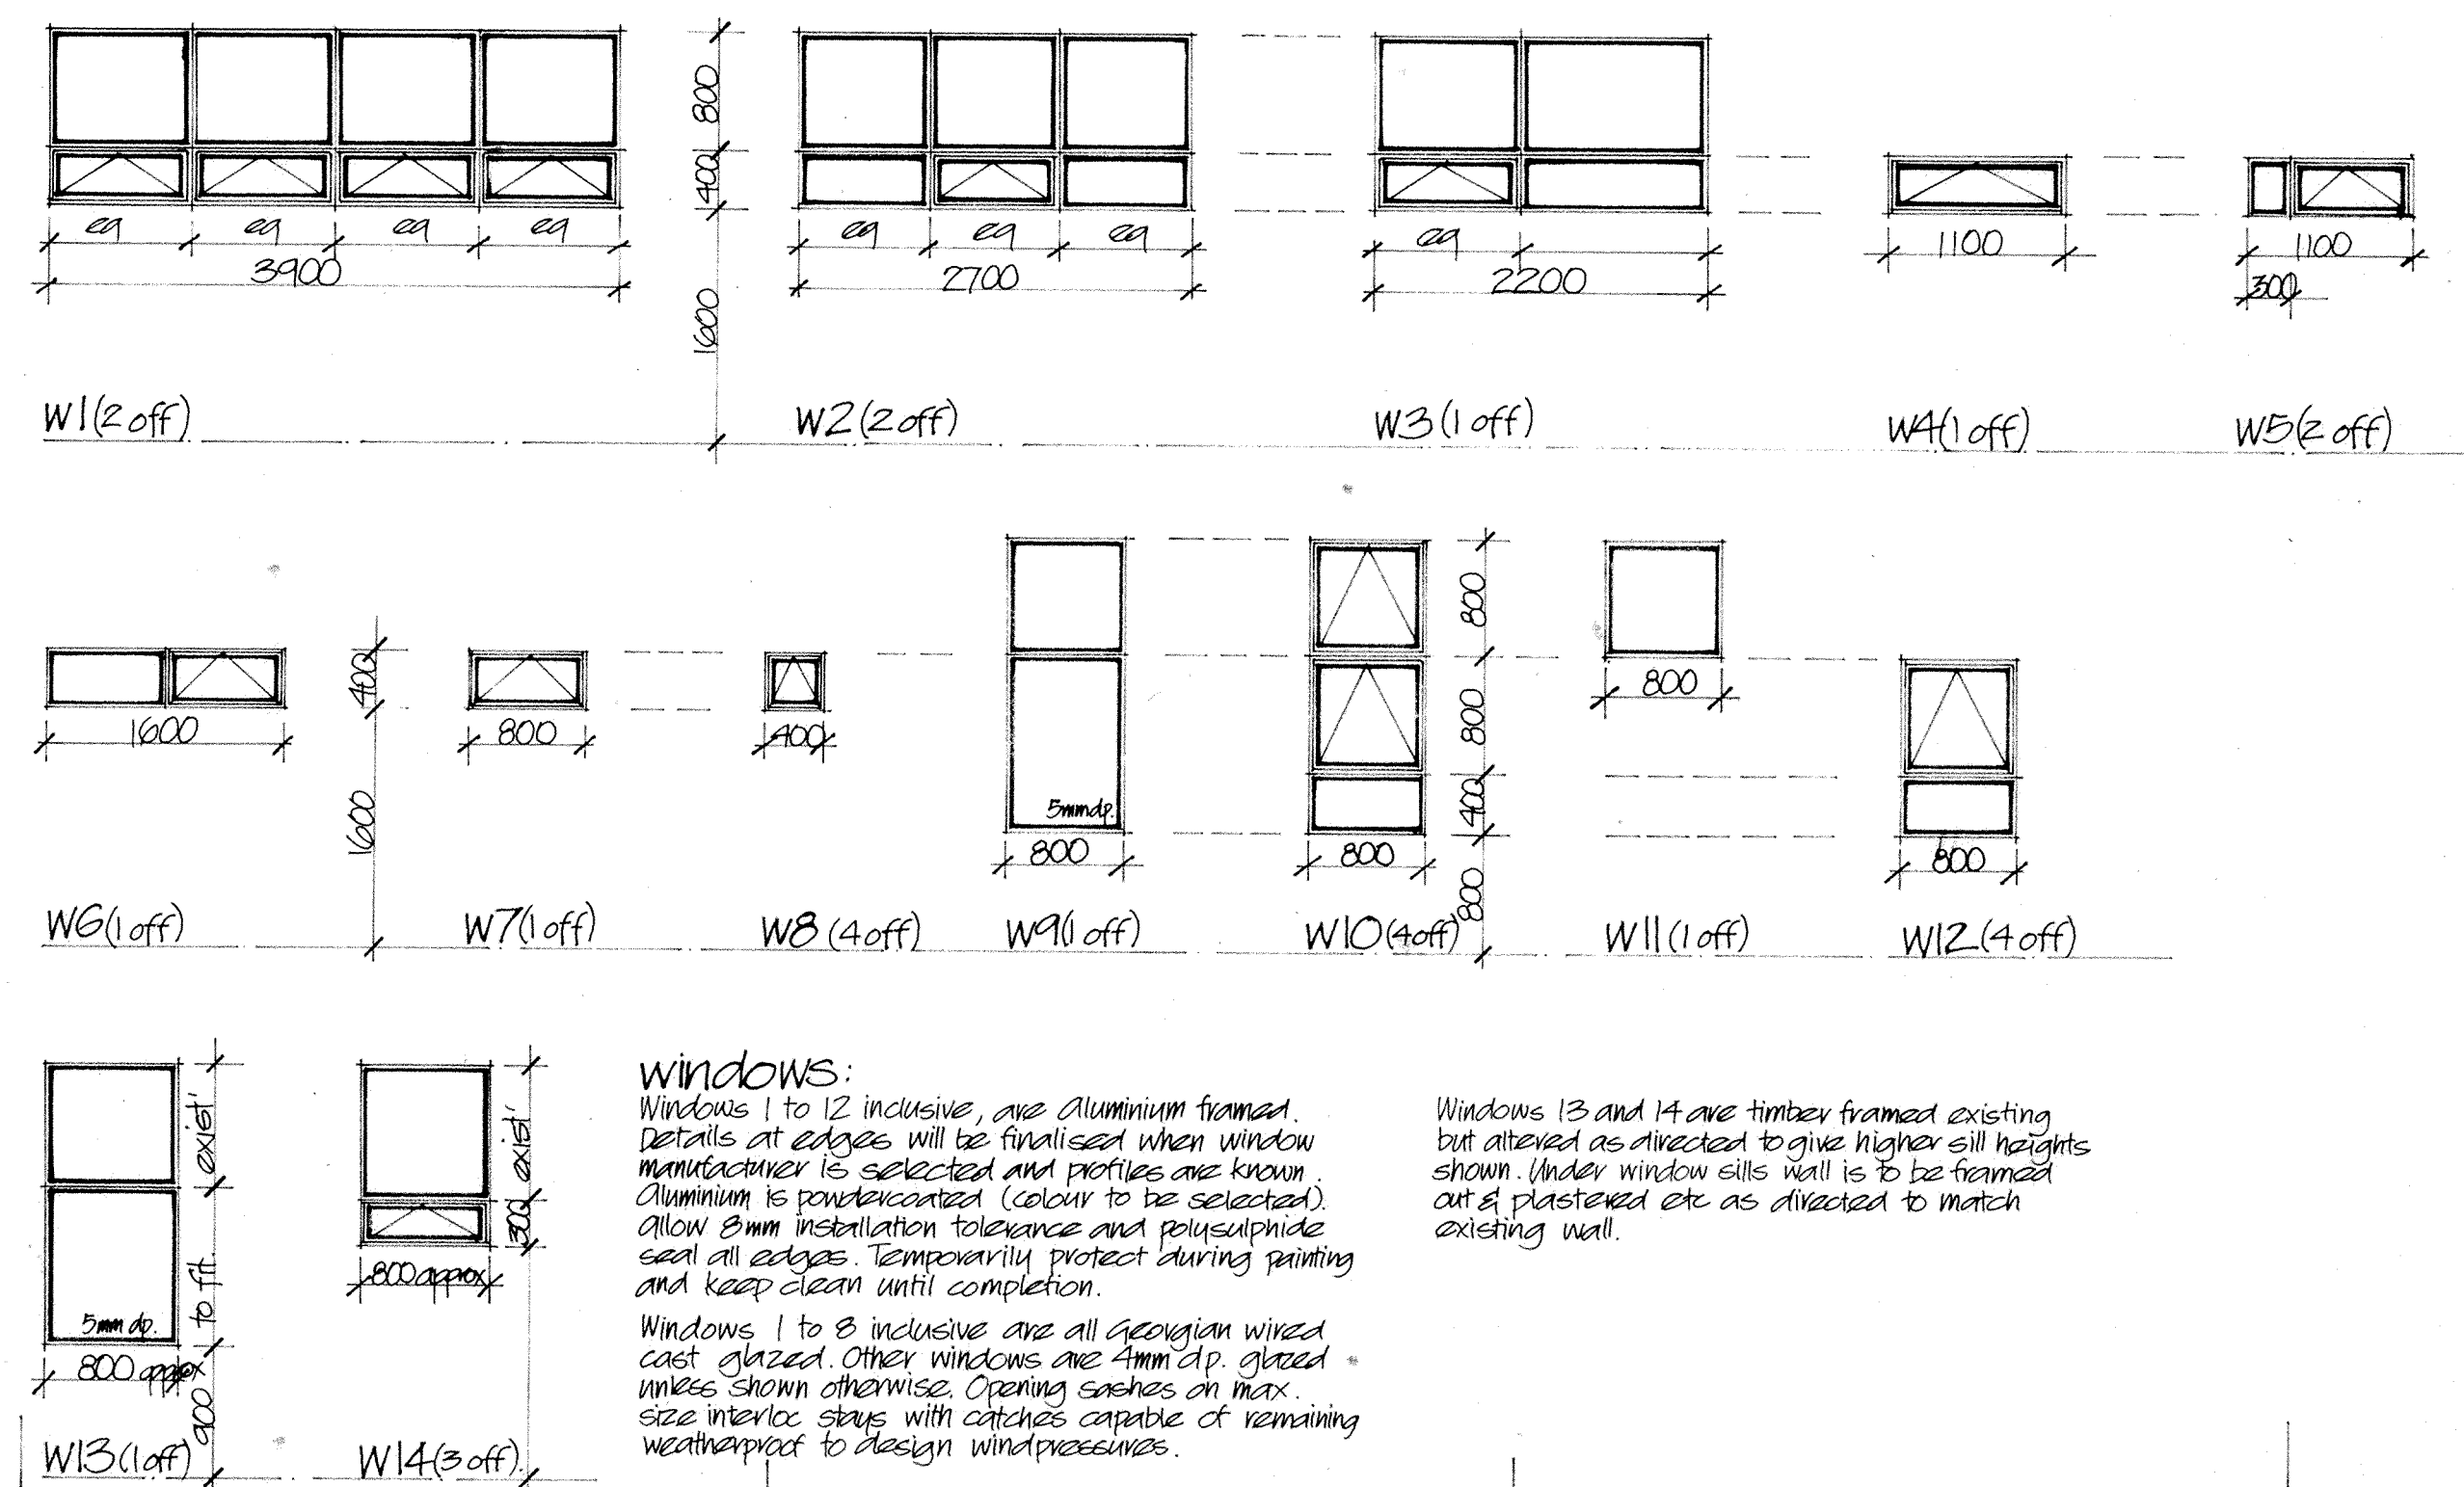 800
400
eq eq eq eq
3900
eq eq eq
2700
eq
2200
1100
1100
300
1600
W1(2 off)
W2(2 off)
W3(1 off)
W4(1 off)
W5(2 off)
400
1600
1600
800
400
5mmdp.
800
800
800
800
400
800
800
800
W6(1 off)
W7(1 off)
W8(4 off)
W9(1 off)
W10(4off)
W11(1 off)
W12(4 off)
exist'
to fit.
5mm dp.
800 approx
900
exist'
300
800 approx
W13(1off)
W14(3 off).
windows:
Windows 1 to 12 inclusive, are Aluminium framed.
Details at edges will be finalised when window
manufacturer is selected and profiles are known.
Aluminium is powdercoated (colour to be selected).
Allow 8mm installation tolerance and polysulphide
seal all edges. Temporarily protect during painting
and keep clean until completion.
Windows 1 to 8 inclusive are all Georgian wired
cast glazed. Other windows are 4mm dp. glazed
unless shown otherwise. Opening sashes on max.
size interloc stays with catches capable of remaining
weatherproof to design windpressures.
Windows 13 and 14 are timber framed existing
but altered as directed to give higher sill heights
shown. Under window sills wall is to be framed
out & plastered etc as directed to match
existing wall.